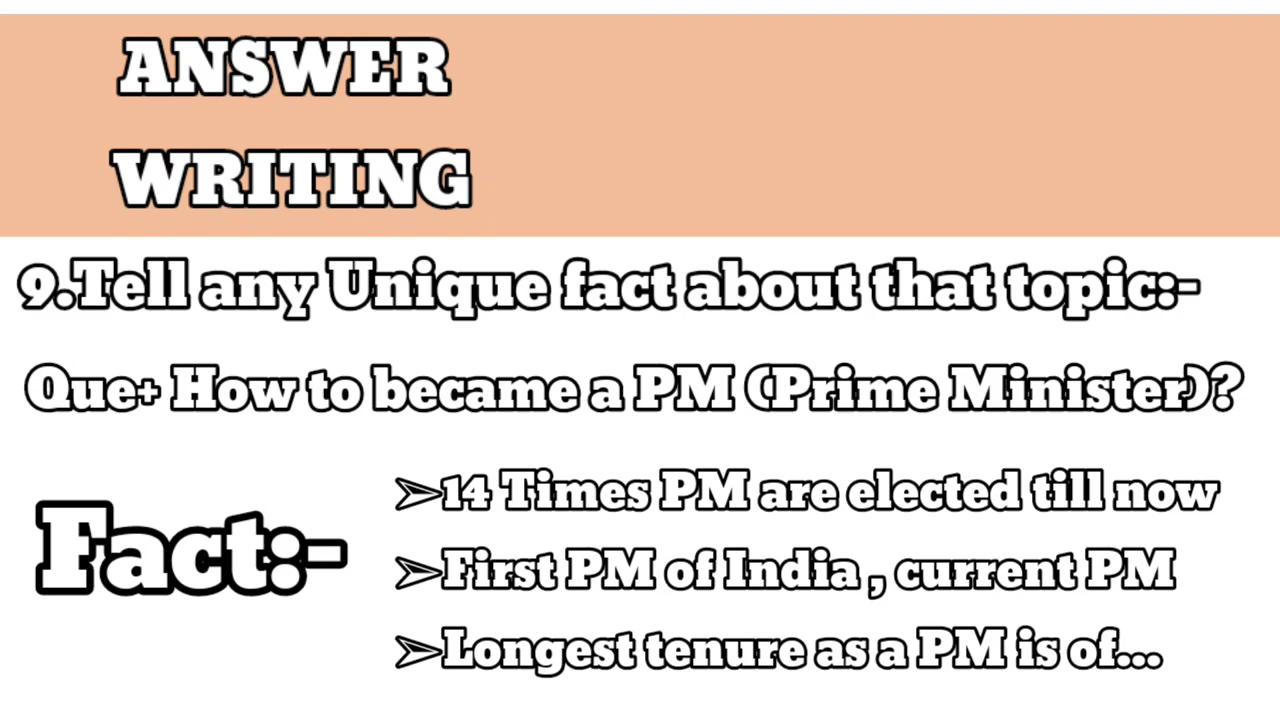 ANSWER
WRITING
9.Tell any Unique fact about that topic:-
Que+ How to became a PM (Prime Minister)?
Fact:-
➢14 Times PM are elected till now
➢First PM of India , current PM
➢Longest tenure as a PM is of...